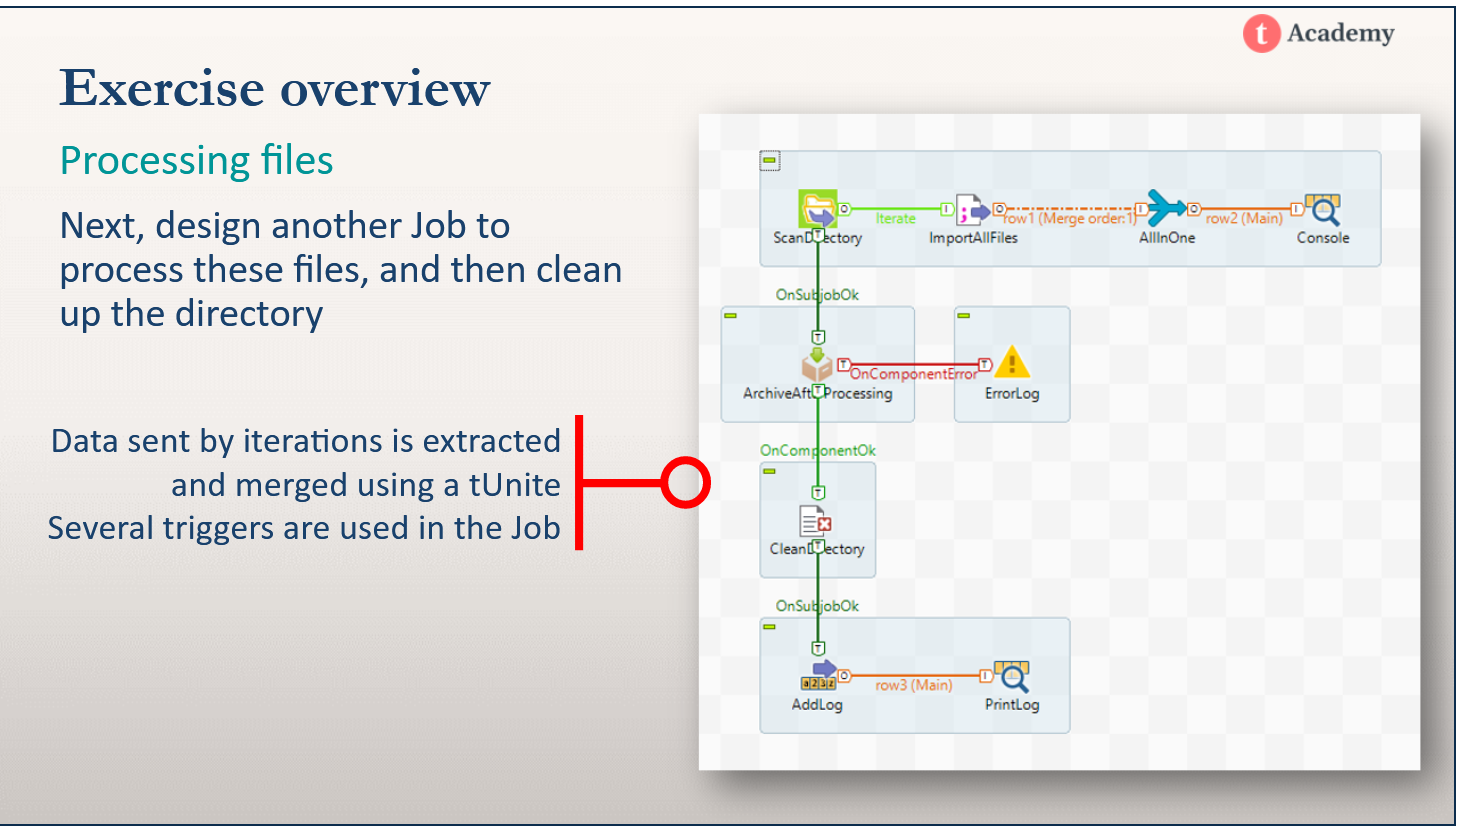 t Academy
Exercise overview
Processing files
Next, design another Job to
process these files, and then clean
up the directory
Data sent by iterations is extracted
and merged using a tUnite
Several triggers are used in the Job
Iterate
row1 (Merge order:1)
row2 (Main)
ScanDirectory
ImportAllFiles
AllInOne
Console
OnSubjobOk
OnComponentError
ArchiveAfterProcessing
ErrorLog
OnComponentOk
CleanDirectory
OnSubjobOk
row3 (Main)
AddLog
PrintLog